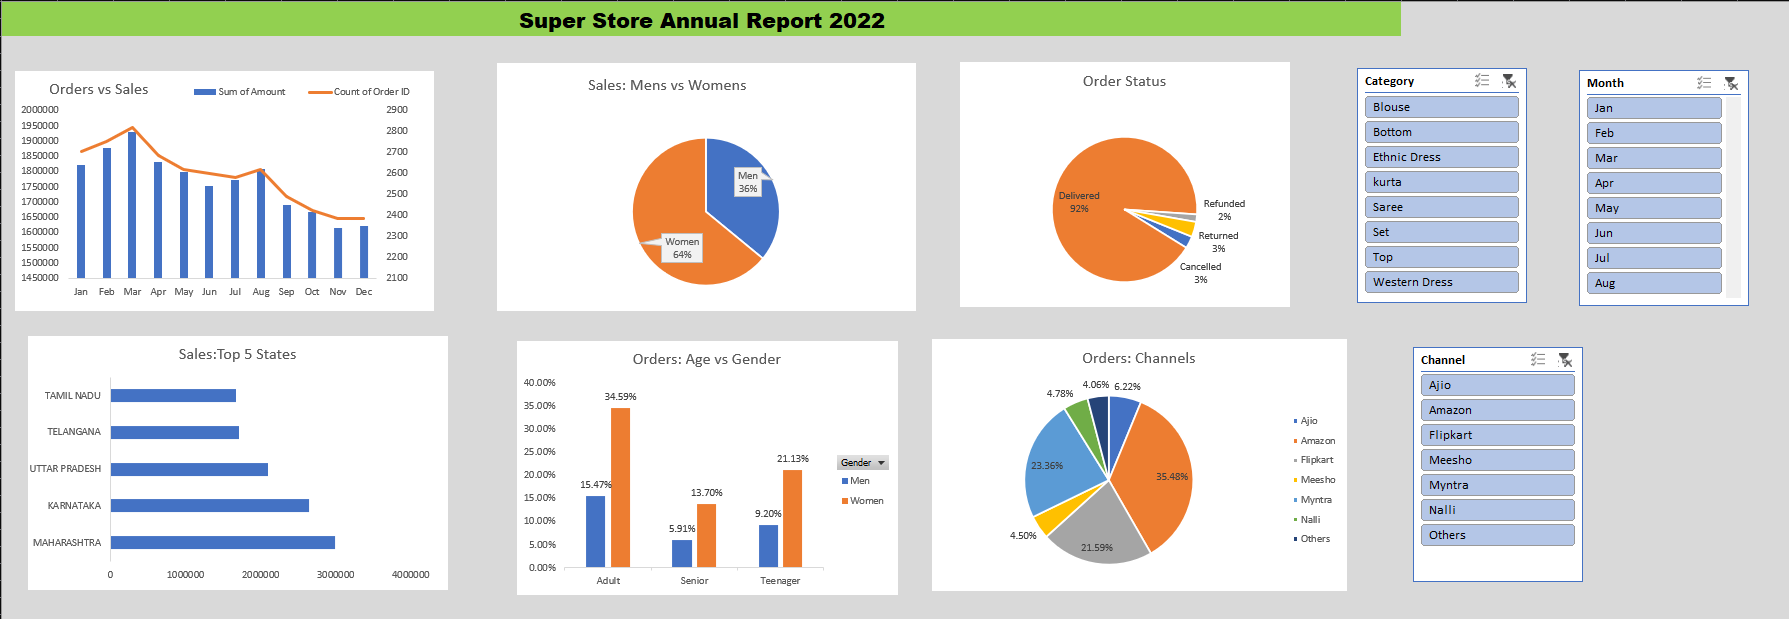 Super Store Annual Report 2022
Orders vs Sales
Sum of Amount
Count of Order ID
2000000
1950000
1900000
1850000
1800000
1750000
1700000
1650000
1600000
1550000
1500000
1450000
2900
2800
2700
2600
2500
2400
2300
2200
2100
Jan Feb Mar Apr May Jun Jul Aug Sep Oct Nov Dec
Sales: Mens vs Womens
Men
36%
Women
64%
Order Status
Delivered
92%
Refunded
2%
Returned
3%
Cancelled
3%
Category
Blouse
Bottom
Ethnic Dress
kurta
Saree
Set
Top
Western Dress
Month
Jan
Feb
Mar
Apr
May
Jun
Jul
Aug
Sales:Top 5 States
TAMIL NADU
TELANGANA
UTTAR PRADESH
KARNATAKA
MAHARASHTRA
0 1000000 2000000 3000000 4000000
Orders: Age vs Gender
40.00%
35.00%
30.00%
25.00%
20.00%
15.00%
10.00%
5.00%
0.00%
34.59%
15.47%
5.91%
13.70%
9.20%
21.13%
Adult Senior Teenager
Gender
Men
Women
Orders: Channels
4.78%
4.06%
6.22%
23.36%
35.48%
4.50%
21.59%
Ajio
Amazon
Flipkart
Meesho
Myntra
Nalli
Others
Channel
Ajio
Amazon
Flipkart
Meesho
Myntra
Nalli
Others